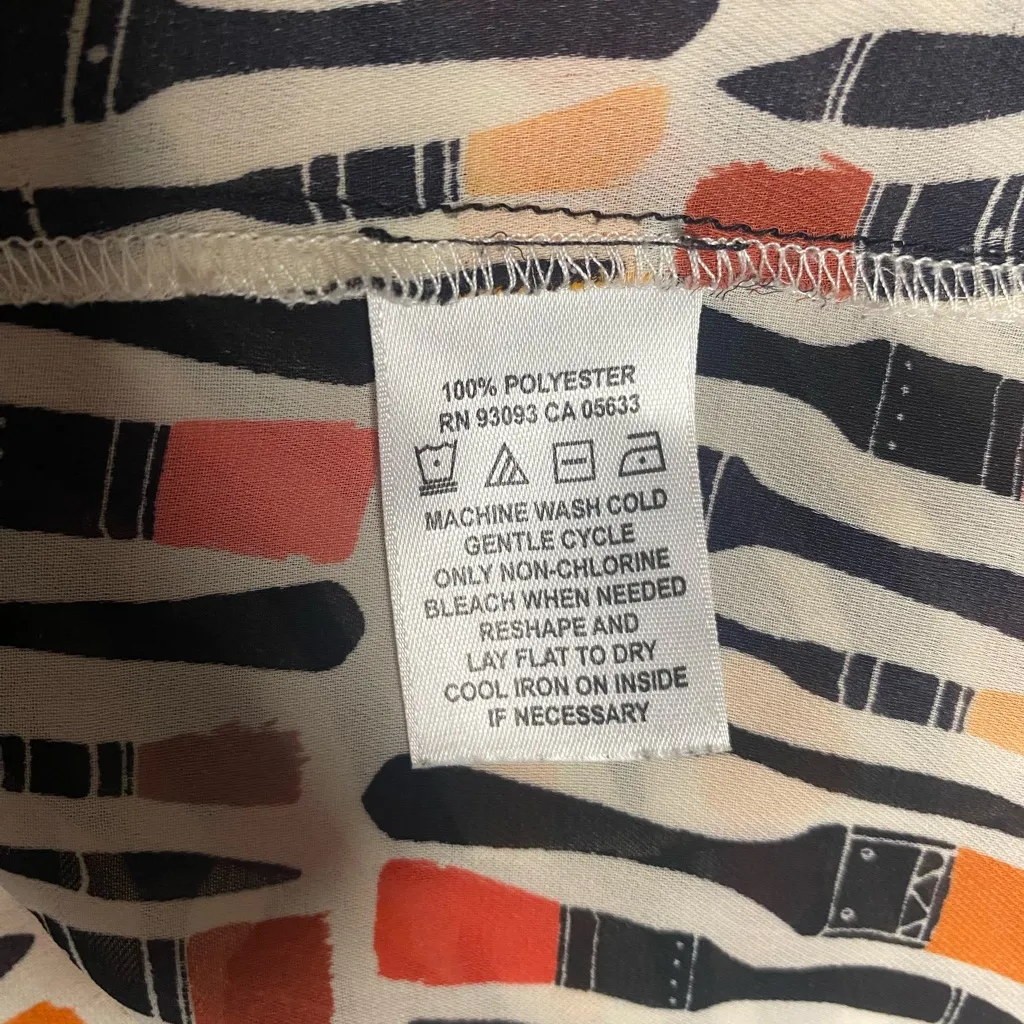 100% POLYESTER
RN 93093 CA 05633
MACHINE WASH COLD
GENTLE CYCLE
ONLY NON-CHLORINE
BLEACH WHEN NEEDED
RESHAPE AND
LAY FLAT TO DRY
COOL IRON ON INSIDE
IF NECESSARY